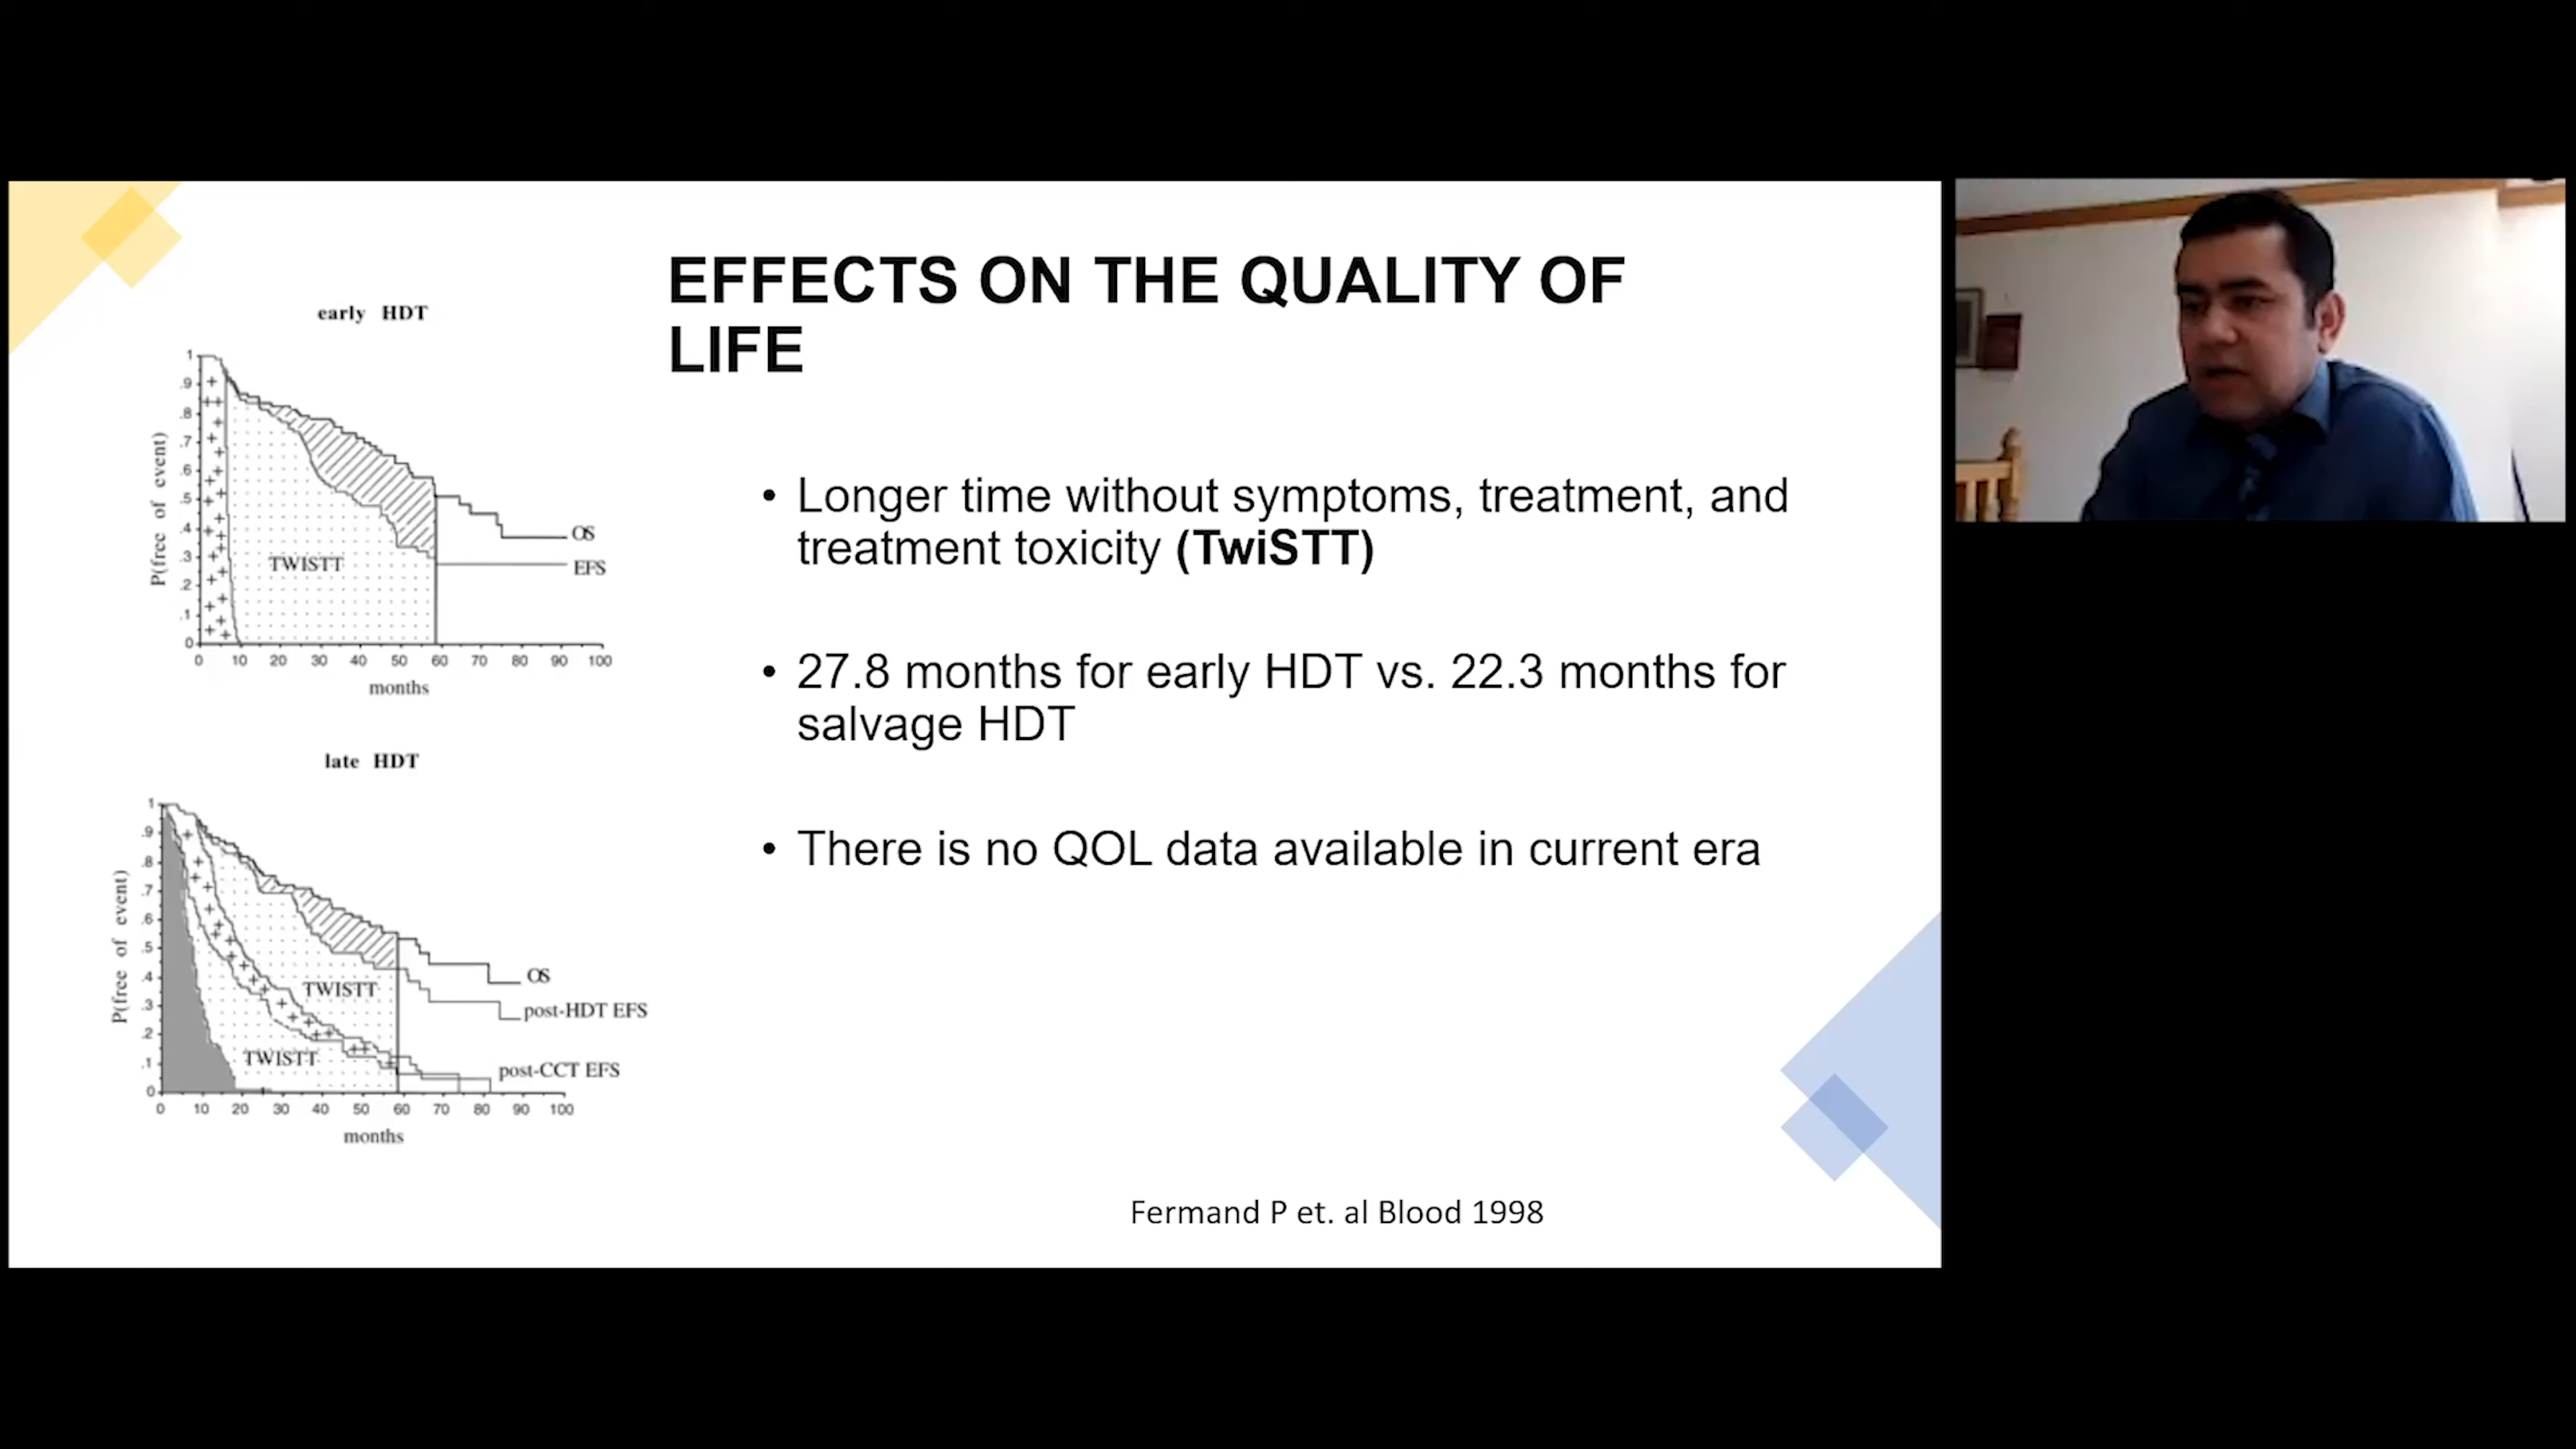 EFFECTS ON THE QUALITY OF
LIFE
early HDT
1
.9
.8
.7
.6
.5
.4
.3
.2
.1
0
P(free of event)
TWISTT
OS
EFS
0 10 20 30 40 50 60 70 80 90 100
months
late HDT
1
.9
.8
.7
.6
.5
.4
.3
.2
.1
0
P(free of event)
TWISTT
TWISTT
OS
post-HDT EFS
post-CCT EFS
0 10 20 30 40 50 60 70 80 90 100
months
• Longer time without symptoms, treatment, and
treatment toxicity (TwiSTT)
• 27.8 months for early HDT vs. 22.3 months for
salvage HDT
• There is no QOL data available in current era
Fermand P et. al Blood 1998